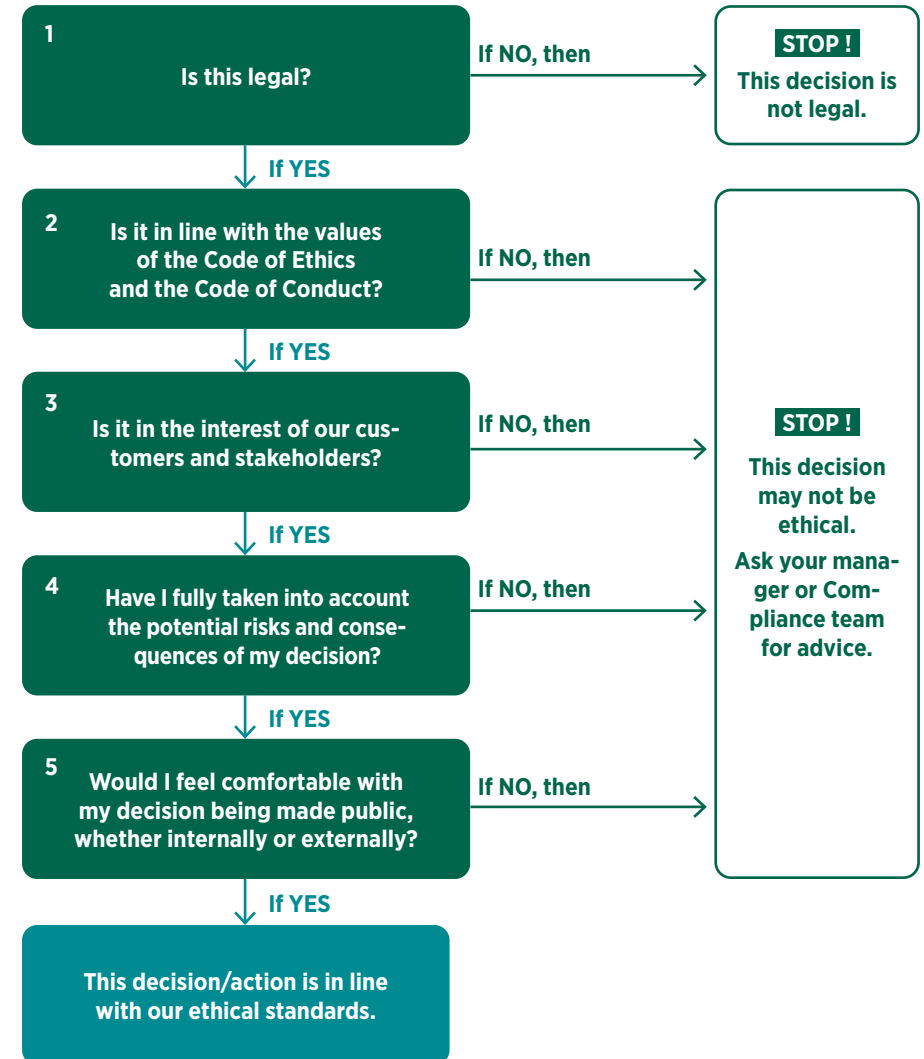 1
Is this legal?
If NO, then
STOP !
This decision is
not legal.
If YES
2
Is it in line with the values
of the Code of Ethics
and the Code of Conduct?
If NO, then
If YES
3
Is it in the interest of our cus-
tomers and stakeholders?
If NO, then
STOP !
This decision
may not be
ethical.
Ask your mana-
ger or Com-
pliance team
for advice.
If YES
4
Have I fully taken into account
the potential risks and conse-
quences of my decision?
If NO, then
If YES
5
Would I feel comfortable with
my decision being made public,
whether internally or externally?
If NO, then
If YES
This decision/action is in line
with our ethical standards.